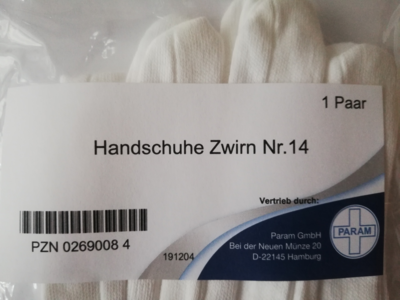 1 Paar
Handschuhe Zwirn Nr.14
Vertrieb durch:
Param GmbH
Bei der Neuen Münze 20
D-22145 Hamburg
PARAM
PZN 0269008 4
191204